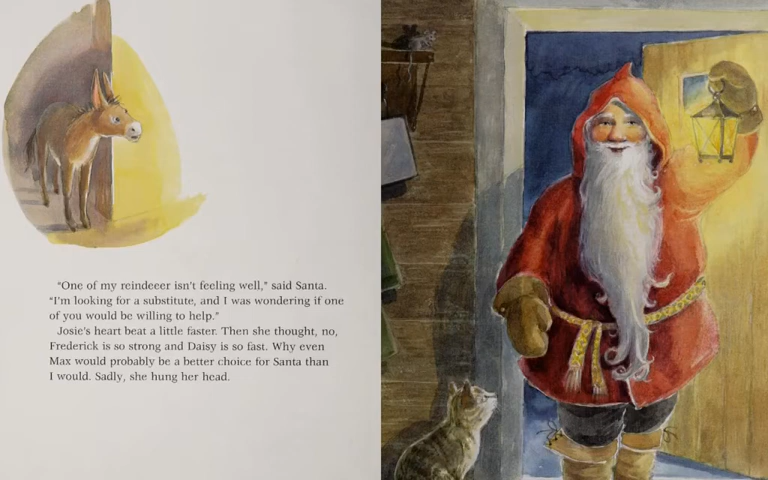 "One of my reindeeer isn't feeling well," said Santa.
"I'm looking for a substitute, and I was wondering if one
of you would be willing to help."
Josie's heart beat a little faster. Then she thought, no,
Frederick is so strong and Daisy is so fast. Why even
Max would probably be a better choice for Santa than
I would. Sadly, she hung her head.